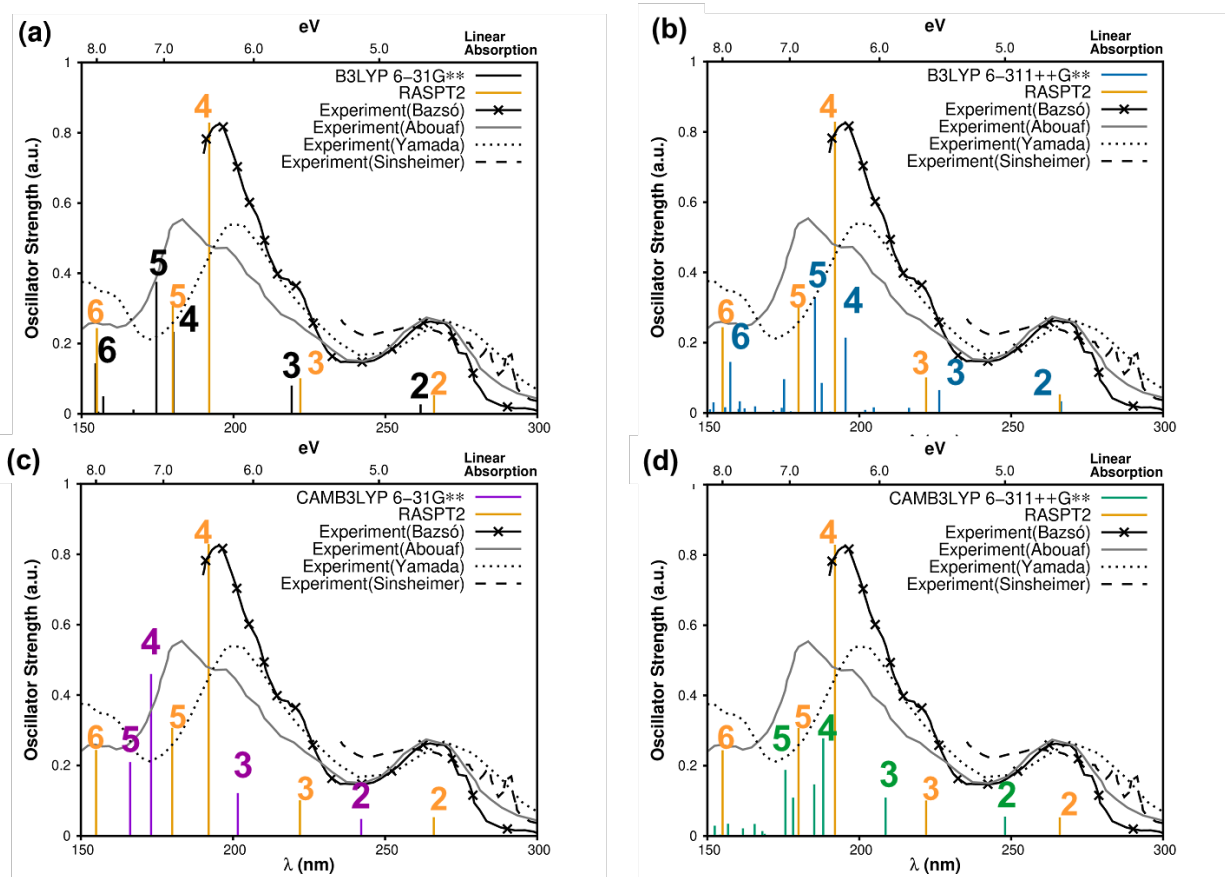 (a)
eV
8.0 7.0 6.0 5.0
Linear
Absorption
Oscillator Strength (a.u.)
1
0.8
0.6
0.4
0.2
0
B3LYP 6-31G**
RASPT2
Experiment(Bazsó)
Experiment(Abouaf)
Experiment(Yamada)
Experiment(Sinsheimer)
4
5
5
4
6
6
3
3
2
2
150 200 250 300
(b)
eV
8.0 7.0 6.0 5.0
Linear
Absorption
Oscillator Strength (a.u.)
1
0.8
0.6
0.4
0.2
0
B3LYP 6-311++G**
RASPT2
Experiment(Bazsó)
Experiment(Abouaf)
Experiment(Yamada)
Experiment(Sinsheimer)
4
5
5
4
6
6
3
3
2
150 200 250 300
(c)
eV
8.0 7.0 6.0 5.0
Linear
Absorption
Oscillator Strength (a.u.)
1
0.8
0.6
0.4
0.2
0
CAMB3LYP 6-31G**
RASPT2
Experiment(Bazsó)
Experiment(Abouaf)
Experiment(Yamada)
Experiment(Sinsheimer)
4
4
5
6
5
3
3
2
2
150 200 250 300
λ (nm)
(d)
eV
8.0 7.0 6.0 5.0
Linear
Absorption
Oscillator Strength (a.u.)
1
0.8
0.6
0.4
0.2
0
CAMB3LYP 6-311++G**
RASPT2
Experiment(Bazsó)
Experiment(Abouaf)
Experiment(Yamada)
Experiment(Sinsheimer)
4
5
4
6
5
3
3
2
2
150 200 250 300
λ (nm)